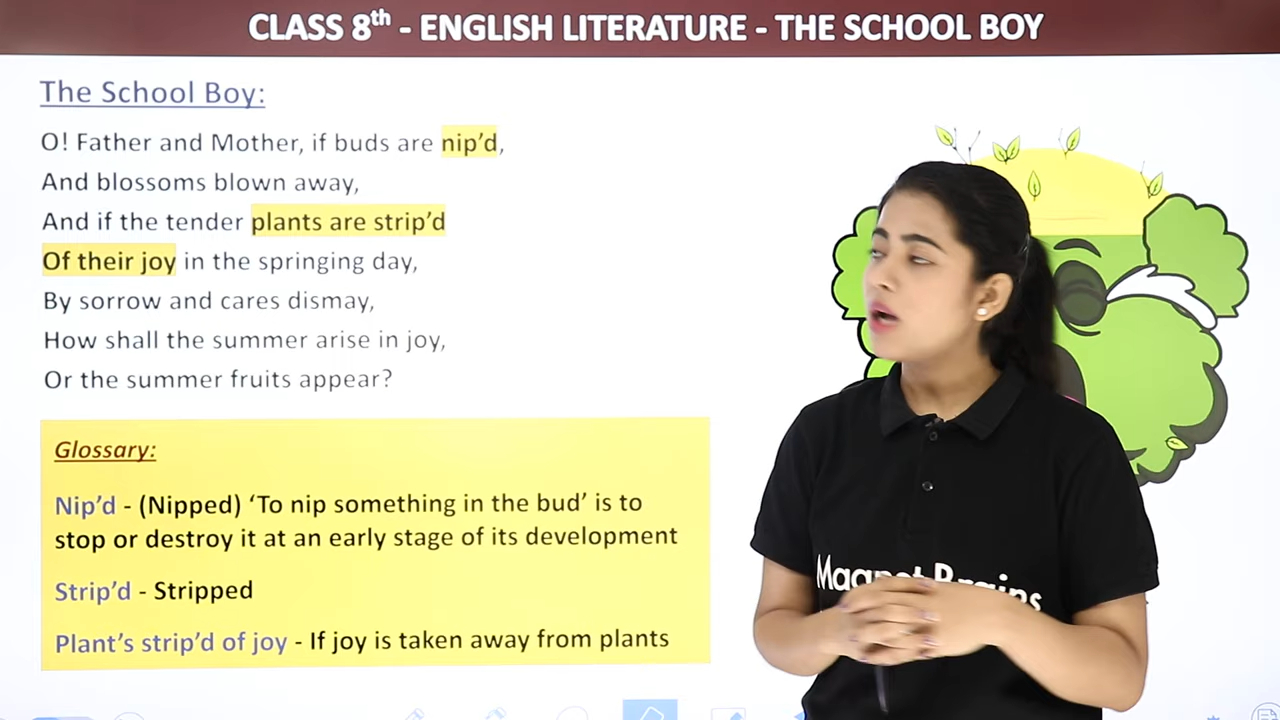 CLASS 8th - ENGLISH LITERATURE - THE SCHOOL BOY
The School Boy:
O! Father and Mother, if buds are nip’d,
And blossoms blown away,
And if the tender plants are strip’d
Of their joy in the springing day,
By sorrow and cares dismay,
How shall the summer arise in joy,
Or the summer fruits appear?
Glossary:
Nip’d - (Nipped) ‘To nip something in the bud’ is to
stop or destroy it at an early stage of its development
Strip’d - Stripped
Plant’s strip’d of joy - If joy is taken away from plants
Magnet Brains